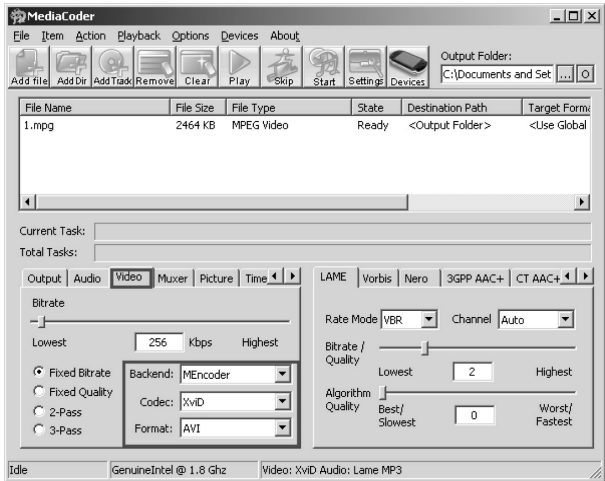 MediaCoder
File Item Action Playback Options Devices About
Output Folder:
Add file Add Dir Add Track Remove Clear Play Skip Start Settings Devices
C:\Documents and Set ... O
File Name File Size File Type State Destination Path Target Forma
1.mpg 2464 KB MPEG Video Ready <Output Folder> <Use Global
Current Task:
Total Tasks:
Output Audio Video Muxer Picture Time
LAME Vorbis Nero 3GPP AAC+ CT AAC+
Bitrate
Lowest 256 Kbps Highest
Fixed Bitrate
Fixed Quality
2-Pass
3-Pass
Backend: MEncoder
Codec: XviD
Format: AVI
Rate Mode VBR Channel Auto
Bitrate /
Quality
Lowest 2 Highest
Algorithm
Quality
Best/
Slowest
0
Worst/
Fastest
Idle GenuineIntel @ 1.8 Ghz Video: XviD Audio: Lame MP3